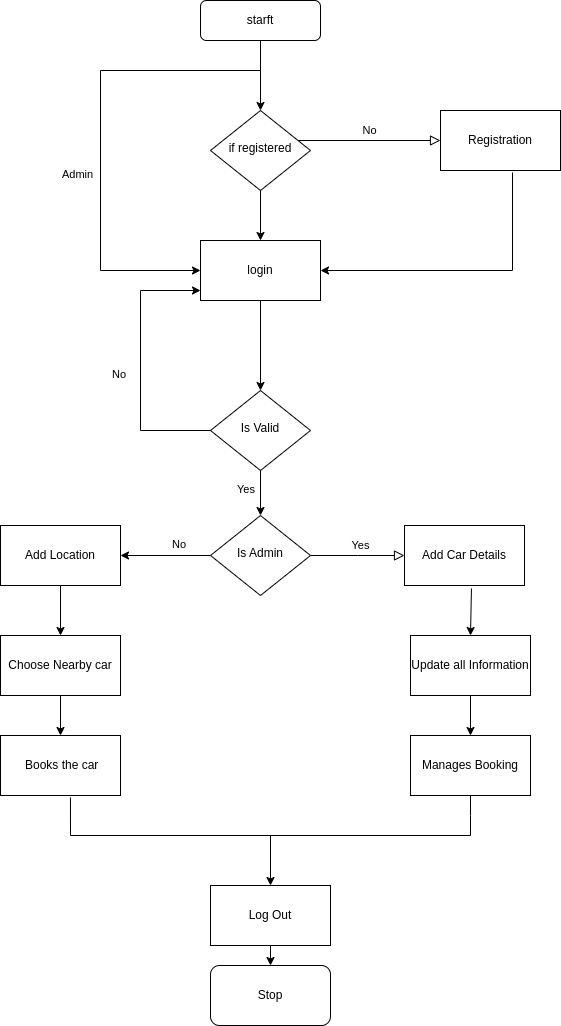 starft
if registered
No
Registration
Admin
login
No
Is Valid
Yes
Add Location
No
Is Admin
Yes
Add Car Details
Choose Nearby car
Update all Information
Books the car
Manages Booking
Log Out
Stop